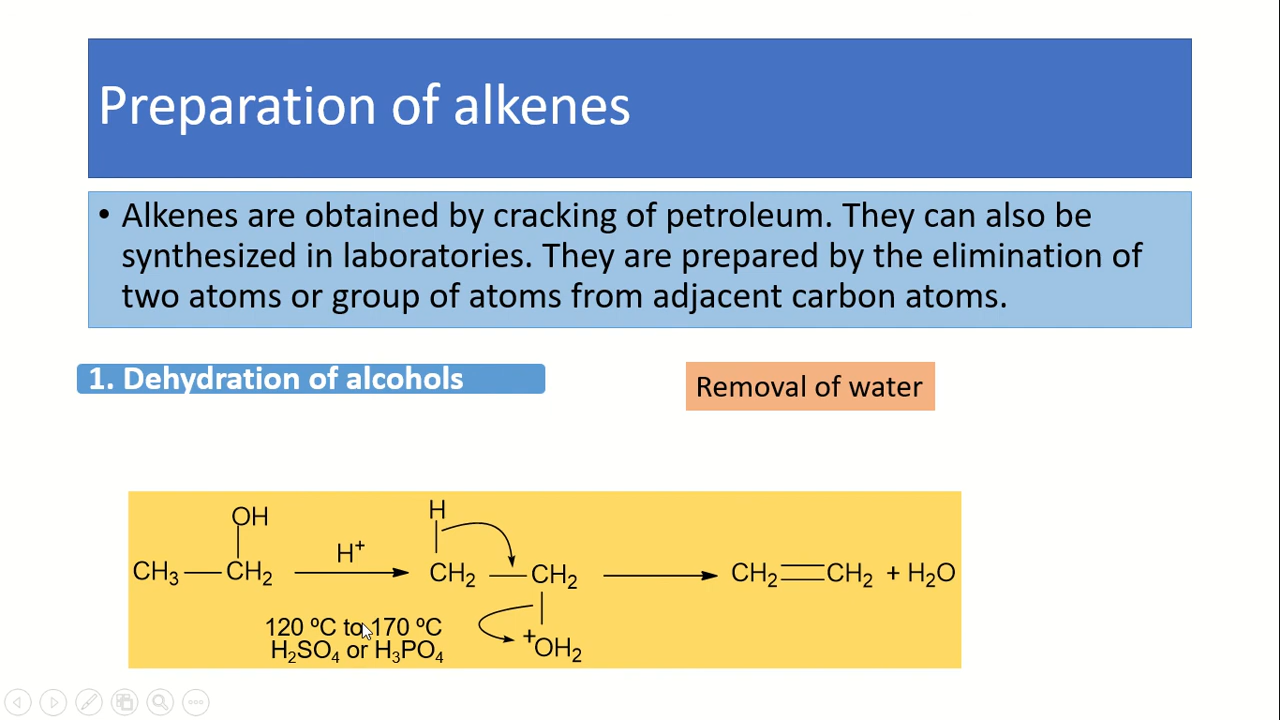 Preparation of alkenes
• Alkenes are obtained by cracking of petroleum. They can also be
synthesized in laboratories. They are prepared by the elimination of
two atoms or group of atoms from adjacent carbon atoms.
1. Dehydration of alcohols
Removal of water
OH
CH₃—CH₂
H⁺
120 ºC to 170 ºC
H₂SO₄ or H₃PO₄
H
CH₂—CH₂
⁺OH₂
CH₂═CH₂ + H₂O